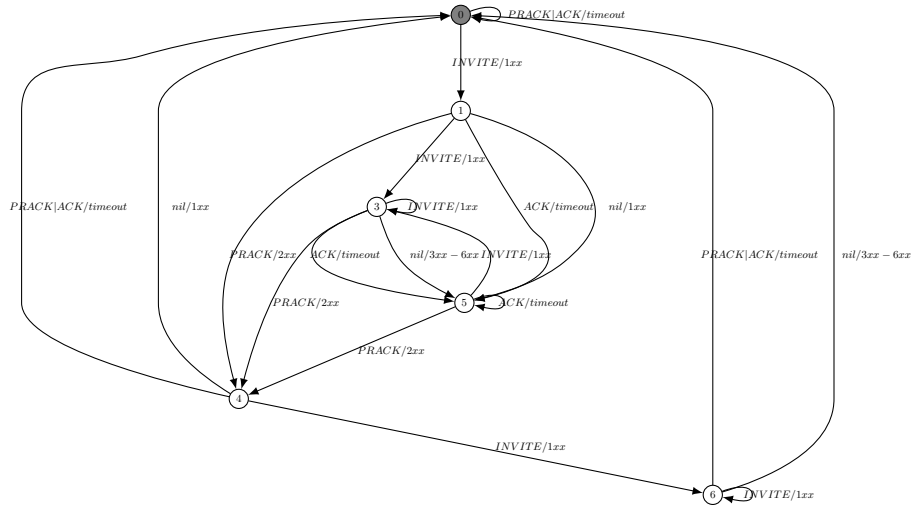 0
PRACK|ACK/timeout
INVITE/1xx
1
INVITE/1xx
PRACK|ACK/timeout
nil/1xx
3
INVITE/1xx
ACK/timeout
nil/1xx
PRACK/2xx
ACK/timeout
nil/3xx − 6xx
INVITE/1xx
PRACK|ACK/timeout
nil/3xx − 6xx
PRACK/2xx
5
ACK/timeout
PRACK/2xx
4
INVITE/1xx
6
INVITE/1xx